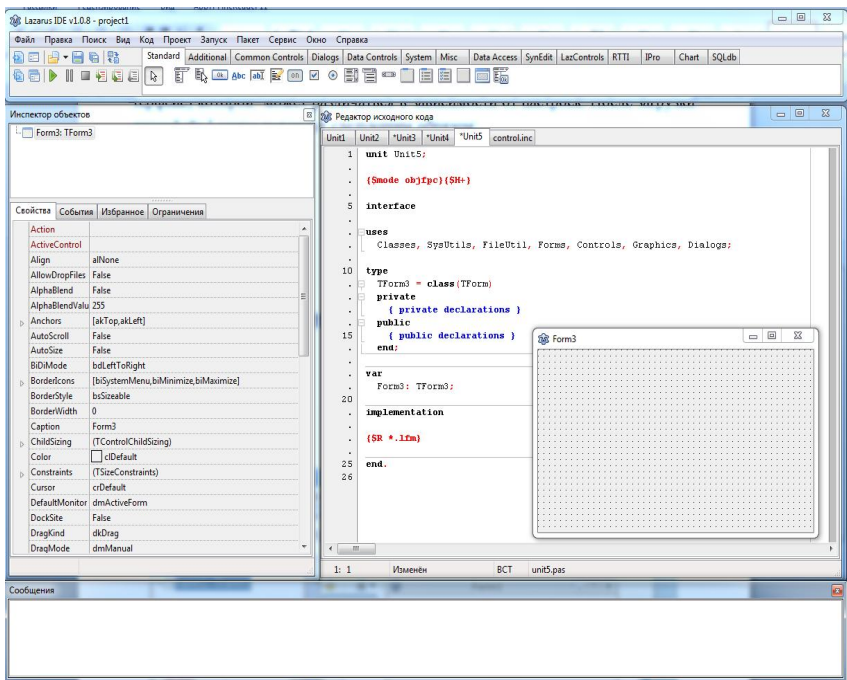 Lazarus IDE v1.0.8 - project1
Файл Правка Поиск Вид Код Проект Запуск Пакет Сервис Окно Справка
Standard Additional Common Controls Dialogs Data Controls System Misc Data Access SynEdit LazControls RTTI IPro Chart SQLdb
Ok Abc abI on
Инспектор объектов
Form3: TForm3
Свойства События Избранное Ограничения
Action
ActiveControl
Align alNone
AllowDropFiles False
AlphaBlend False
AlphaBlendValu 255
Anchors [akTop,akLeft]
AutoScroll False
AutoSize False
BiDiMode bdLeftToRight
BorderIcons [biSystemMenu,biMinimize,biMaximize]
BorderStyle bsSizeable
BorderWidth 0
Caption Form3
ChildSizing (TControlChildSizing)
Color clDefault
Constraints (TSizeConstraints)
Cursor crDefault
DefaultMonitor dmActiveForm
DockSite False
DragKind dkDrag
DragMode dmManual
Редактор исходного кода
Unit1 Unit2 *Unit3 *Unit4 *Unit5 control.inc
1 unit Unit5;
.
. {$mode objfpc}{$H+}
.
5 interface
.
. uses
. Classes, SysUtils, FileUtil, Forms, Controls, Graphics, Dialogs;
.
10 type
. TForm3 = class(TForm)
. private
. { private declarations }
. public
15 { public declarations }
. end;
.
. var
. Form3: TForm3;
20
. implementation
.
. {$R *.lfm}
.
25 end.
26
1: 1 Изменён ВСТ unit5.pas
Form3
Сообщения